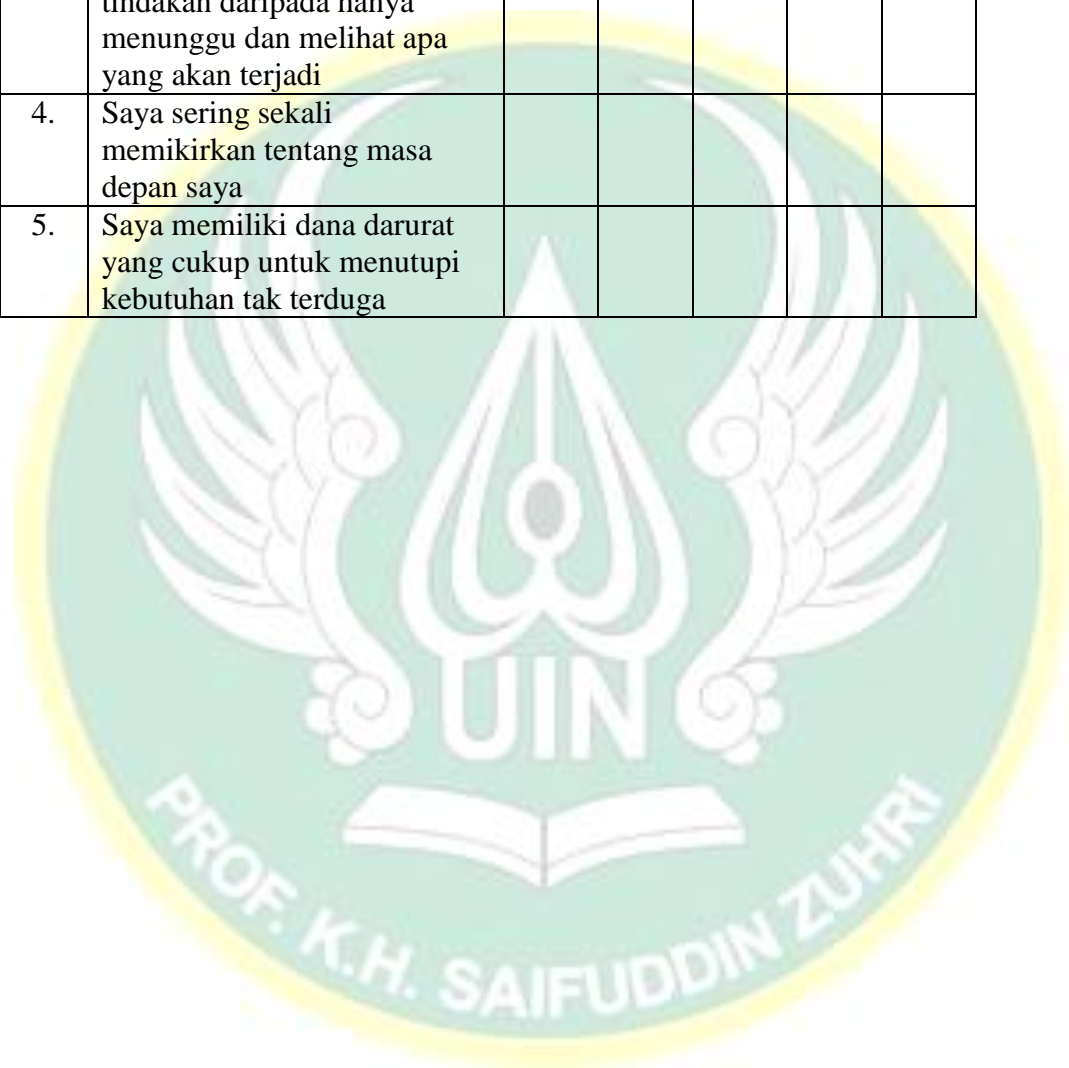 tindakan daripada hanya
menunggu dan melihat apa
yang akan terjadi
4. Saya sering sekali
memikirkan tentang masa
depan saya
5. Saya memiliki dana darurat
yang cukup untuk menutupi
kebutuhan tak terduga
UIN
PROF. K.H. SAIFUDDIN ZUHRI